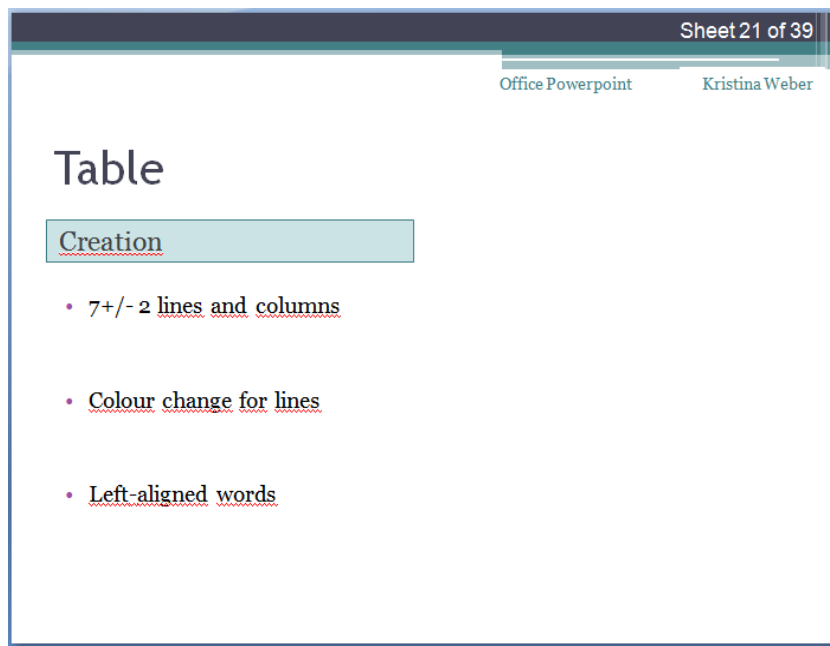 Sheet 21 of 39
Office Powerpoint Kristina Weber
Table
Creation
• 7+/- 2 lines and columns
• Colour change for lines
• Left-aligned words